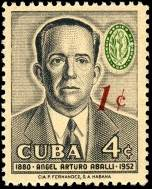 1¢
CUBA 4¢
1880 - ANGEL ARTURO ABALLI - 1952
CIA. P. FERNANDEZ, S. A. HABANA